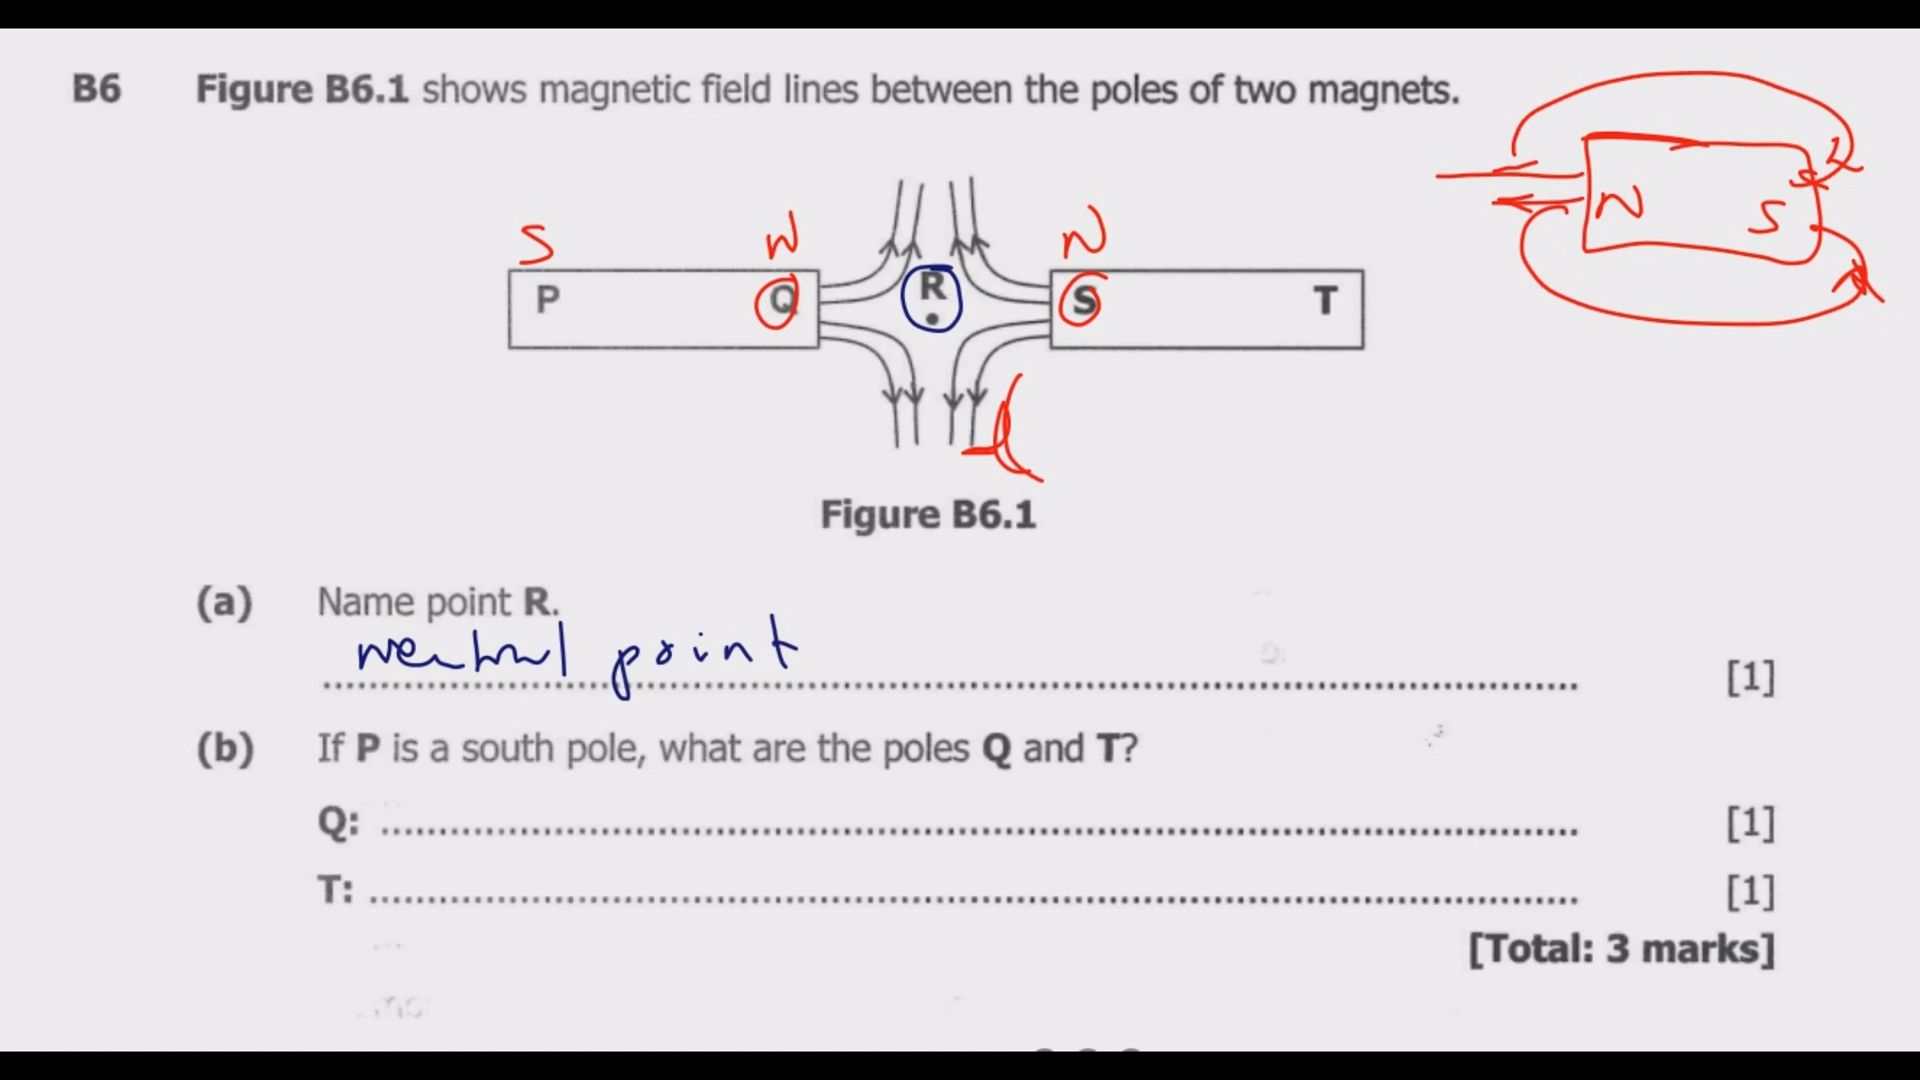 B6 Figure B6.1 shows magnetic field lines between the poles of two magnets.
S N N
P Q R S T
N S
Figure B6.1
(a) Name point R.
neutral point
[1]
(b) If P is a south pole, what are the poles Q and T?
Q: [1]
T: [1]
[Total: 3 marks]